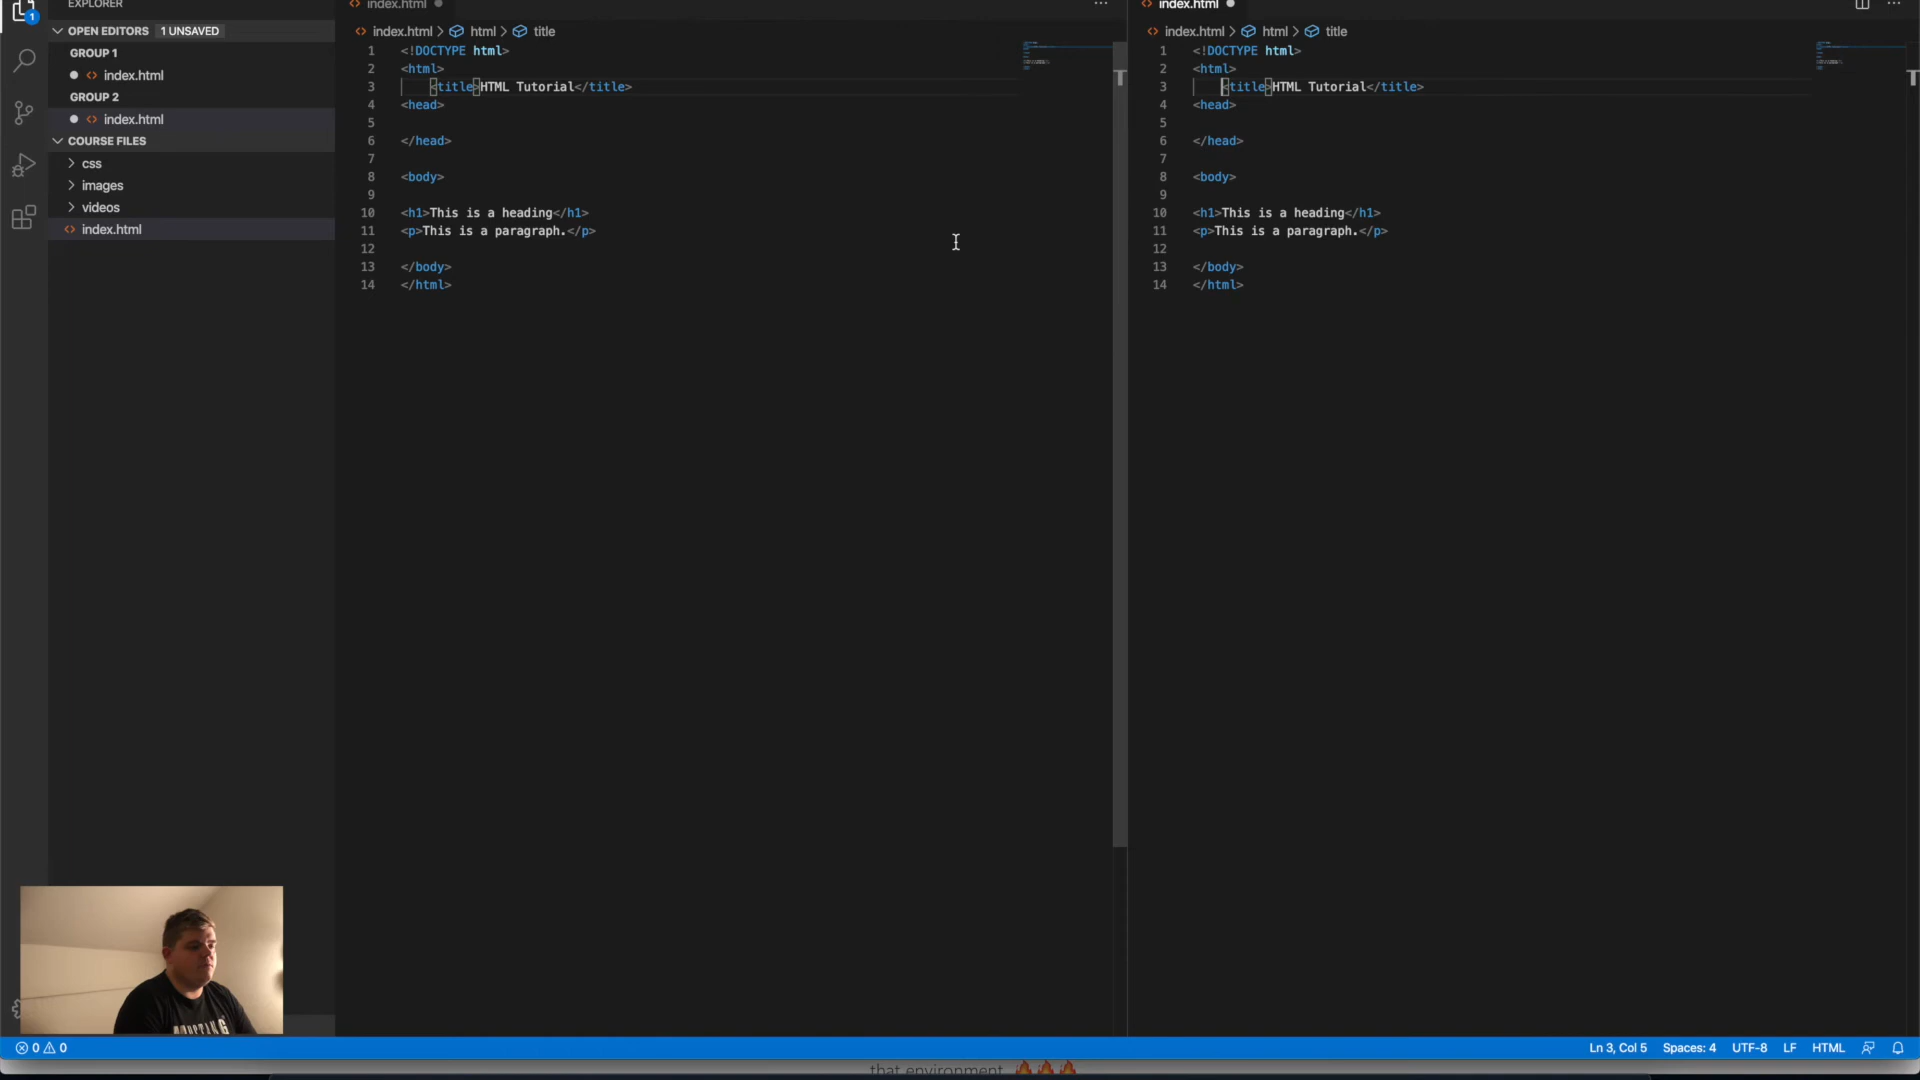 EXPLORER
OPEN EDITORS 1 UNSAVED
GROUP 1
index.html
GROUP 2
index.html
COURSE FILES
css
images
videos
index.html
1
index.html
index.html > html > title
1 <!DOCTYPE html>
2 <html>
3 <title>HTML Tutorial</title>
4 <head>
5
6 </head>
7
8 <body>
9
10 <h1>This is a heading</h1>
11 <p>This is a paragraph.</p>
12
13 </body>
14 </html>
index.html
index.html > html > title
1 <!DOCTYPE html>
2 <html>
3 <title>HTML Tutorial</title>
4 <head>
5
6 </head>
7
8 <body>
9
10 <h1>This is a heading</h1>
11 <p>This is a paragraph.</p>
12
13 </body>
14 </html>
0 0
Ln 3, Col 5 Spaces: 4 UTF-8 LF HTML
that environment 🔥🔥🔥